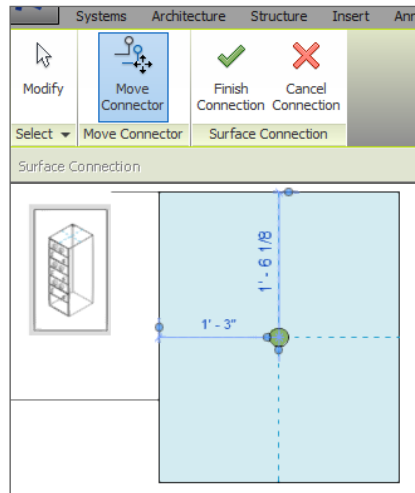 Systems Architecture Structure Insert
Modify
Move Connector
Finish Connection
Cancel Connection
Select Move Connector Surface Connection
Surface Connection
1' - 6 1/8
1' - 3"